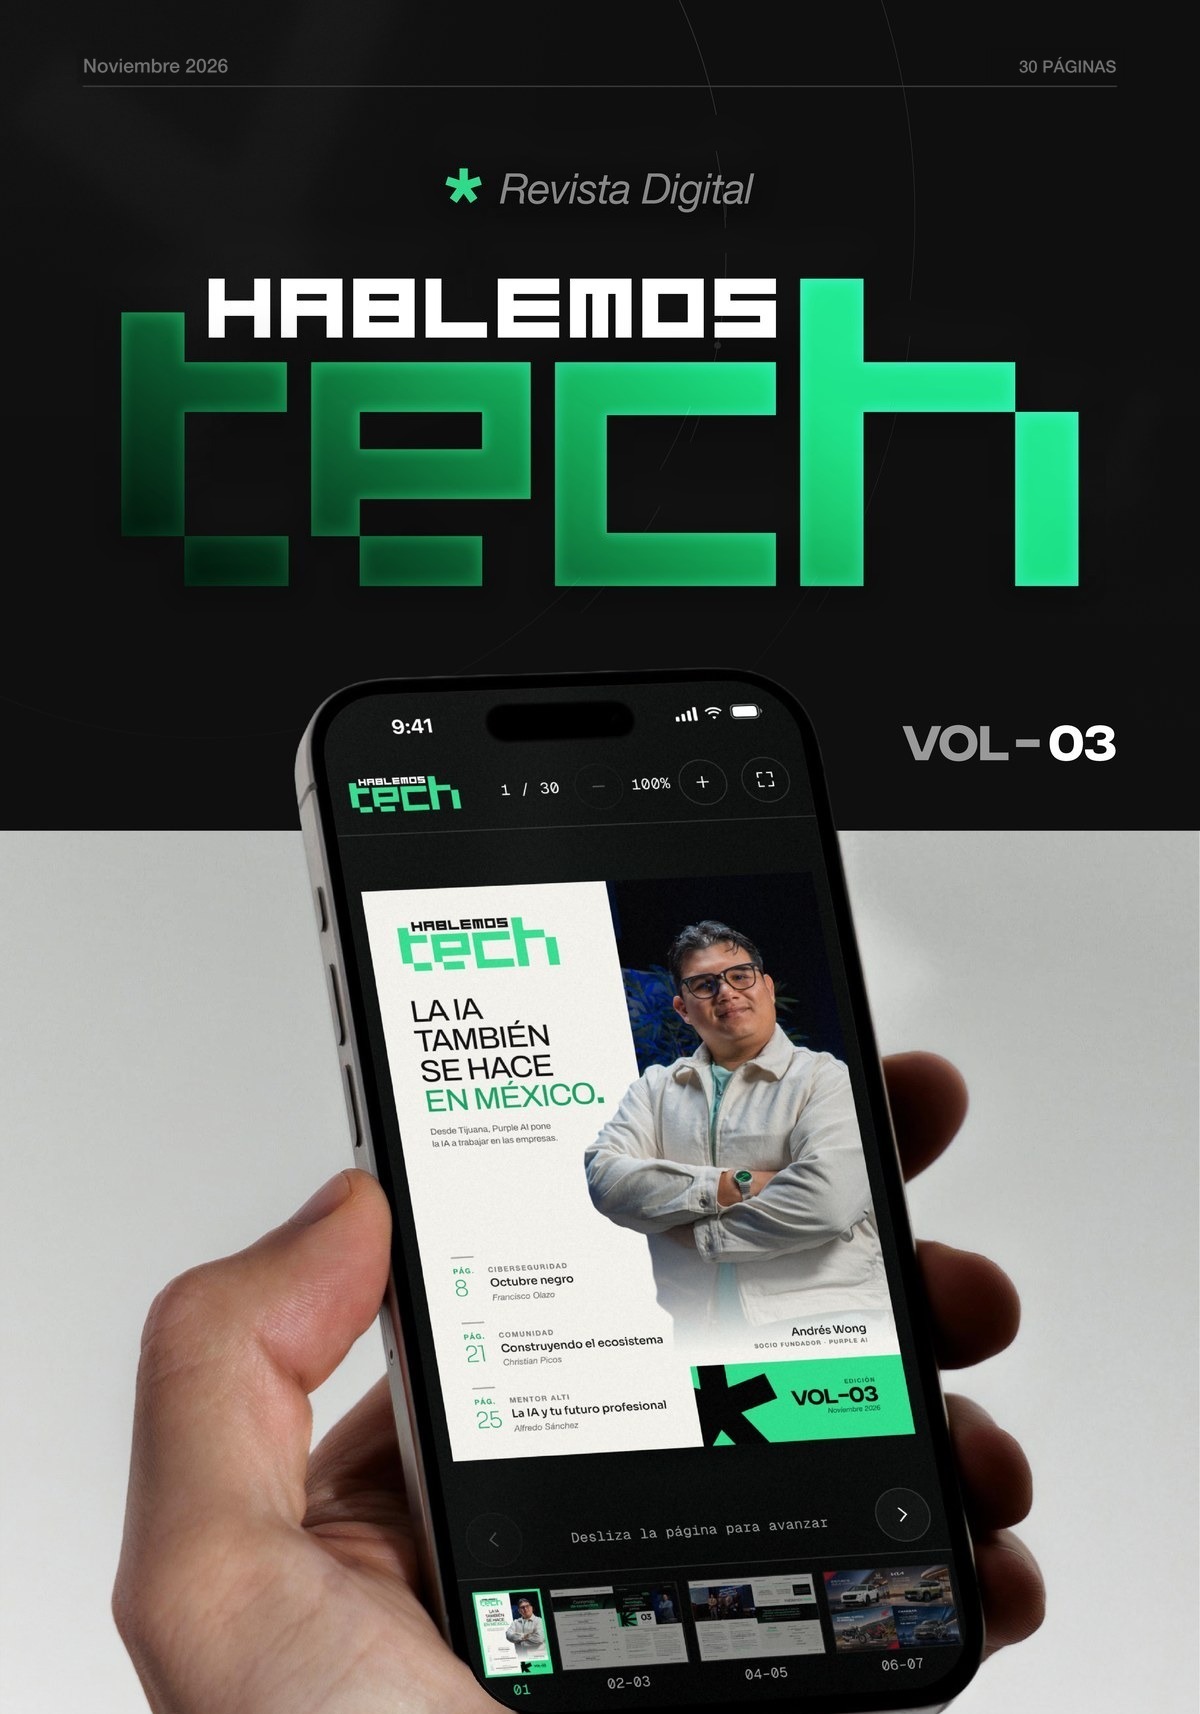 Noviembre 2026
30 PÁGINAS
* Revista Digital
HABLEMOS
tech
VOL-03
9:41
HABLEMOS
tech
1 / 30
100%
HABLEMOS
tech
LA IA
TAMBIÉN
SE HACE
EN MÉXICO.
Desde Tijuana, Purple AI pone
la IA a trabajar en las empresas.
PÁG.
8
CIBERSEGURIDAD
Octubre negro
Francisco Olazo
PÁG.
21
COMUNIDAD
Construyendo el ecosistema
Christian Picos
PÁG.
25
MENTOR ALTI
La IA y tu futuro profesional
Alfredo Sánchez
Andrés Wong
SOCIO FUNDADOR · PURPLE AI
EDICIÓN
VOL-03
Noviembre 2026
Desliza la página para avanzar
01
02-03
04-05
06-07